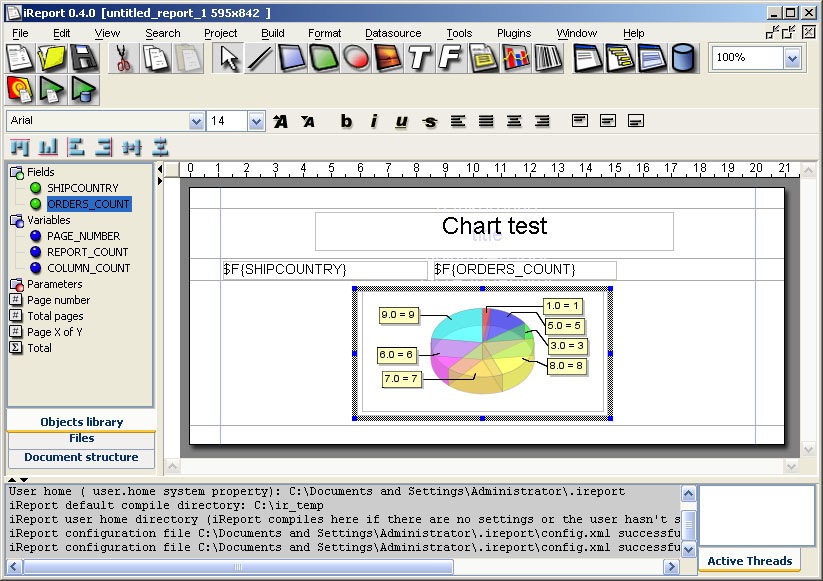 iReport 0.4.0 [untitled_report_1 595x842 ]
File Edit View Search Project Build Format Datasource Tools Plugins Window Help
100%
Arial 14 A A b i u s
Fields
SHIPCOUNTRY
ORDERS_COUNT
Variables
PAGE_NUMBER
REPORT_COUNT
COLUMN_COUNT
Parameters
Page number
Total pages
Page X of Y
Total
Objects library
Files
Document structure
0 1 2 3 4 5 6 7 8 9 10 11 12 13 14 15 16 17 18 19 20 21
Chart test
title
$F{SHIPCOUNTRY} $F{ORDERS_COUNT}
9.0 = 9
1.0 = 1
5.0 = 5
3.0 = 3
6.0 = 6
8.0 = 8
7.0 = 7
User home ( user.home system property): C:\Documents and Settings\Administrator\.ireport
iReport default compile directory: C:\ir_temp
iReport user home directory (iReport compiles here if there are no settings or the user hasn't s
iReport configuration file C:\Documents and Settings\Administrator\.ireport\config.xml successfu
iReport configuration file C:\Documents and Settings\Administrator\.ireport\config.xml successfu
Active Threads